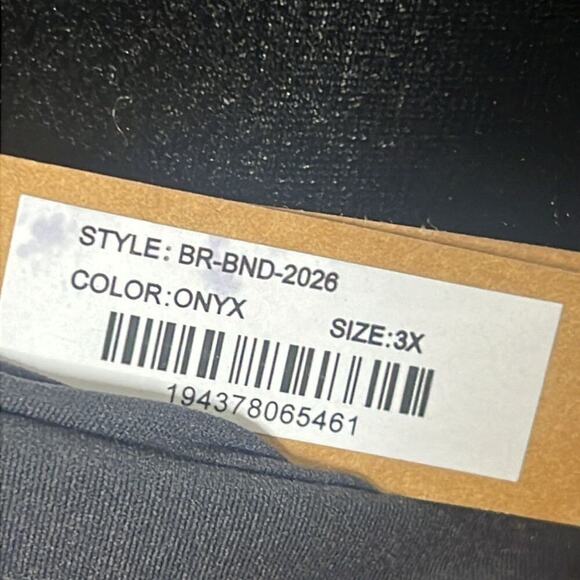 STYLE: BR-BND-2026
COLOR:ONYX
SIZE:3X
194378065461